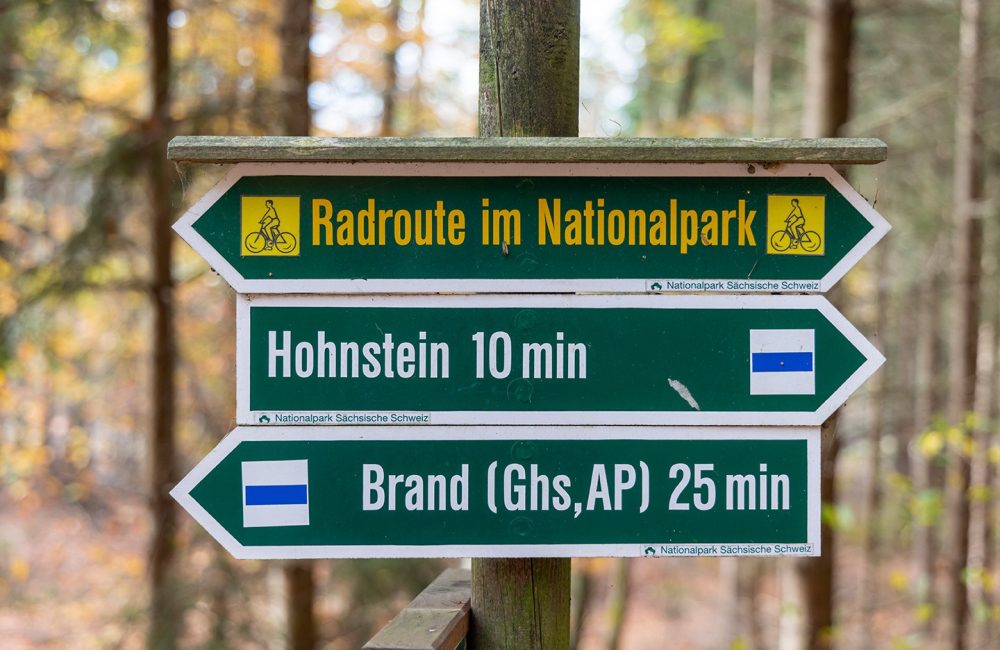 Radroute im Nationalpark
Nationalpark Sächsische Schweiz
Hohnstein 10 min
Nationalpark Sächsische Schweiz
Brand (Ghs,AP) 25 min
Nationalpark Sächsische Schweiz